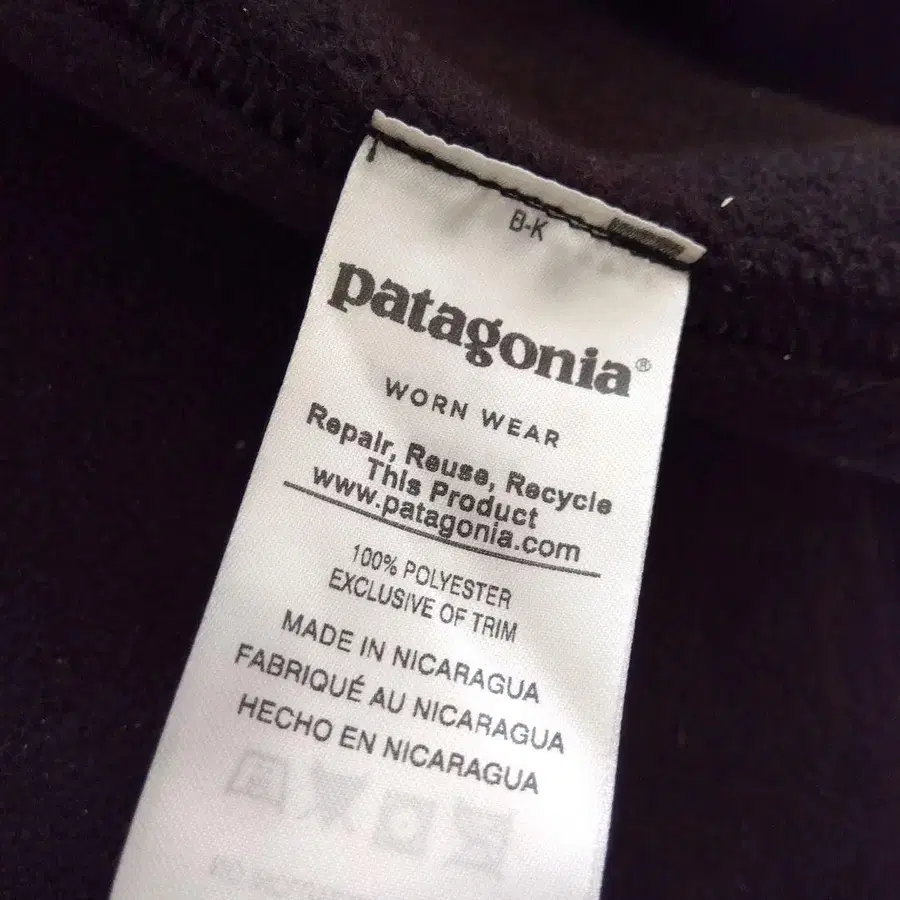 B-K
patagonia®
WORN WEAR
Repair, Reuse, Recycle
This Product
www.patagonia.com
100% POLYESTER
EXCLUSIVE OF TRIM
MADE IN NICARAGUA
FABRIQUÉ AU NICARAGUA
HECHO EN NICARAGUA